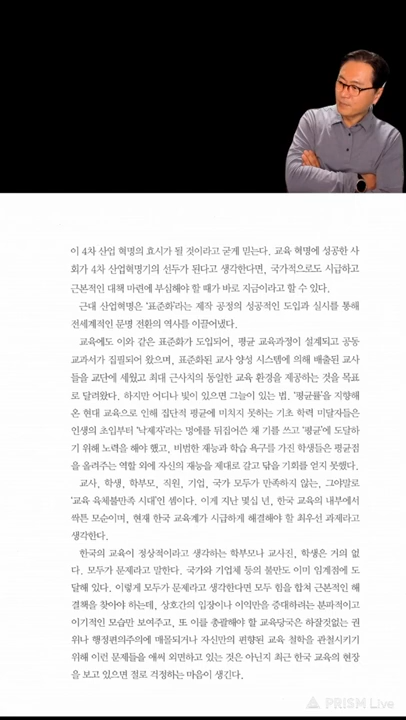 이 4차 산업 혁명의 효시가 될 것이라고 굳게 믿는다. 교육 혁명에 성공한 사
회가 4차 산업혁명기의 선두가 된다고 생각한다면, 국가적으로도 시급하고
근본적인 대책 마련에 부심해야 할 때가 바로 지금이라고 할 수 있다.
근대 산업혁명은 '표준화'라는 제작 공정의 성공적인 도입과 실시를 통해
전세계적인 문명 전환의 역사를 이끌어냈다.
교육에도 이와 같은 표준화가 도입되어, 평균 교육과정이 설계되고 공동
교과서가 집필되어 왔으며, 표준화된 교사 양성 시스템에 의해 배출된 교사
들을 교단에 세웠고 최대 근사치의 동일한 교육 환경을 제공하는 것을 목표
로 달려왔다. 하지만 어디나 빛이 있으면 그늘이 있는 법. '평균률'을 지향해
온 현대 교육으로 인해 집단적 평균에 미치지 못하는 기초 학력 미달자들은
인생의 초입부터 '낙제자'라는 멍에를 뒤집어쓴 채 기를 쓰고 '평균'에 도달하
기 위해 노력을 해야 했고, 비범한 재능과 학습 욕구를 가진 학생들은 평균점
을 올려주는 역할 외에 자신의 재능을 제대로 갈고 닦을 기회를 얻지 못했다.
교사, 학생, 학부모, 직원, 기업, 국가 모두가 만족하지 않는, 그야말로
'교육 욕체불만족 시대'인 셈이다. 이게 지난 몇십 년, 한국 교육의 내부에서
싹튼 모순이며, 현재 한국 교육계가 시급하게 해결해야 할 최우선 과제라고
생각한다.
한국의 교육이 정상적이라고 생각하는 학부모나 교사진, 학생은 거의 없
다. 모두가 문제라고 말한다. 국가와 기업체 등의 불만도 이미 임계점에 도
달해 있다. 이렇게 모두가 문제라고 생각한다면 모두 힘을 합쳐 근본적인 해
결책을 찾아야 하는데, 상호간의 입장이나 이익만을 증대하려는 분파적이고
이기적인 모습만 보여주고, 또 이를 총괄해야 할 교육당국은 하잘것없는 권
위나 행정편의주의에 매몰되거나 자신만의 편향된 교육 철학을 관철시키기
위해 이런 문제들을 애써 외면하고 있는 것은 아닌지 최근 한국 교육의 현장
을 보고 있으면 절로 걱정하는 마음이 생긴다.
PRISM Live